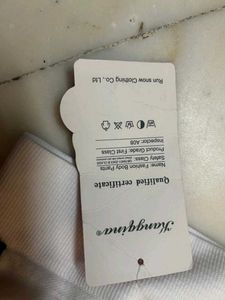 Hangqina®
Qualified certificate
Name: Fashion Body Pants
Safety Class:
Product Grade: First Class
Inspector: A08
Run snow Clothing Co., Ltd